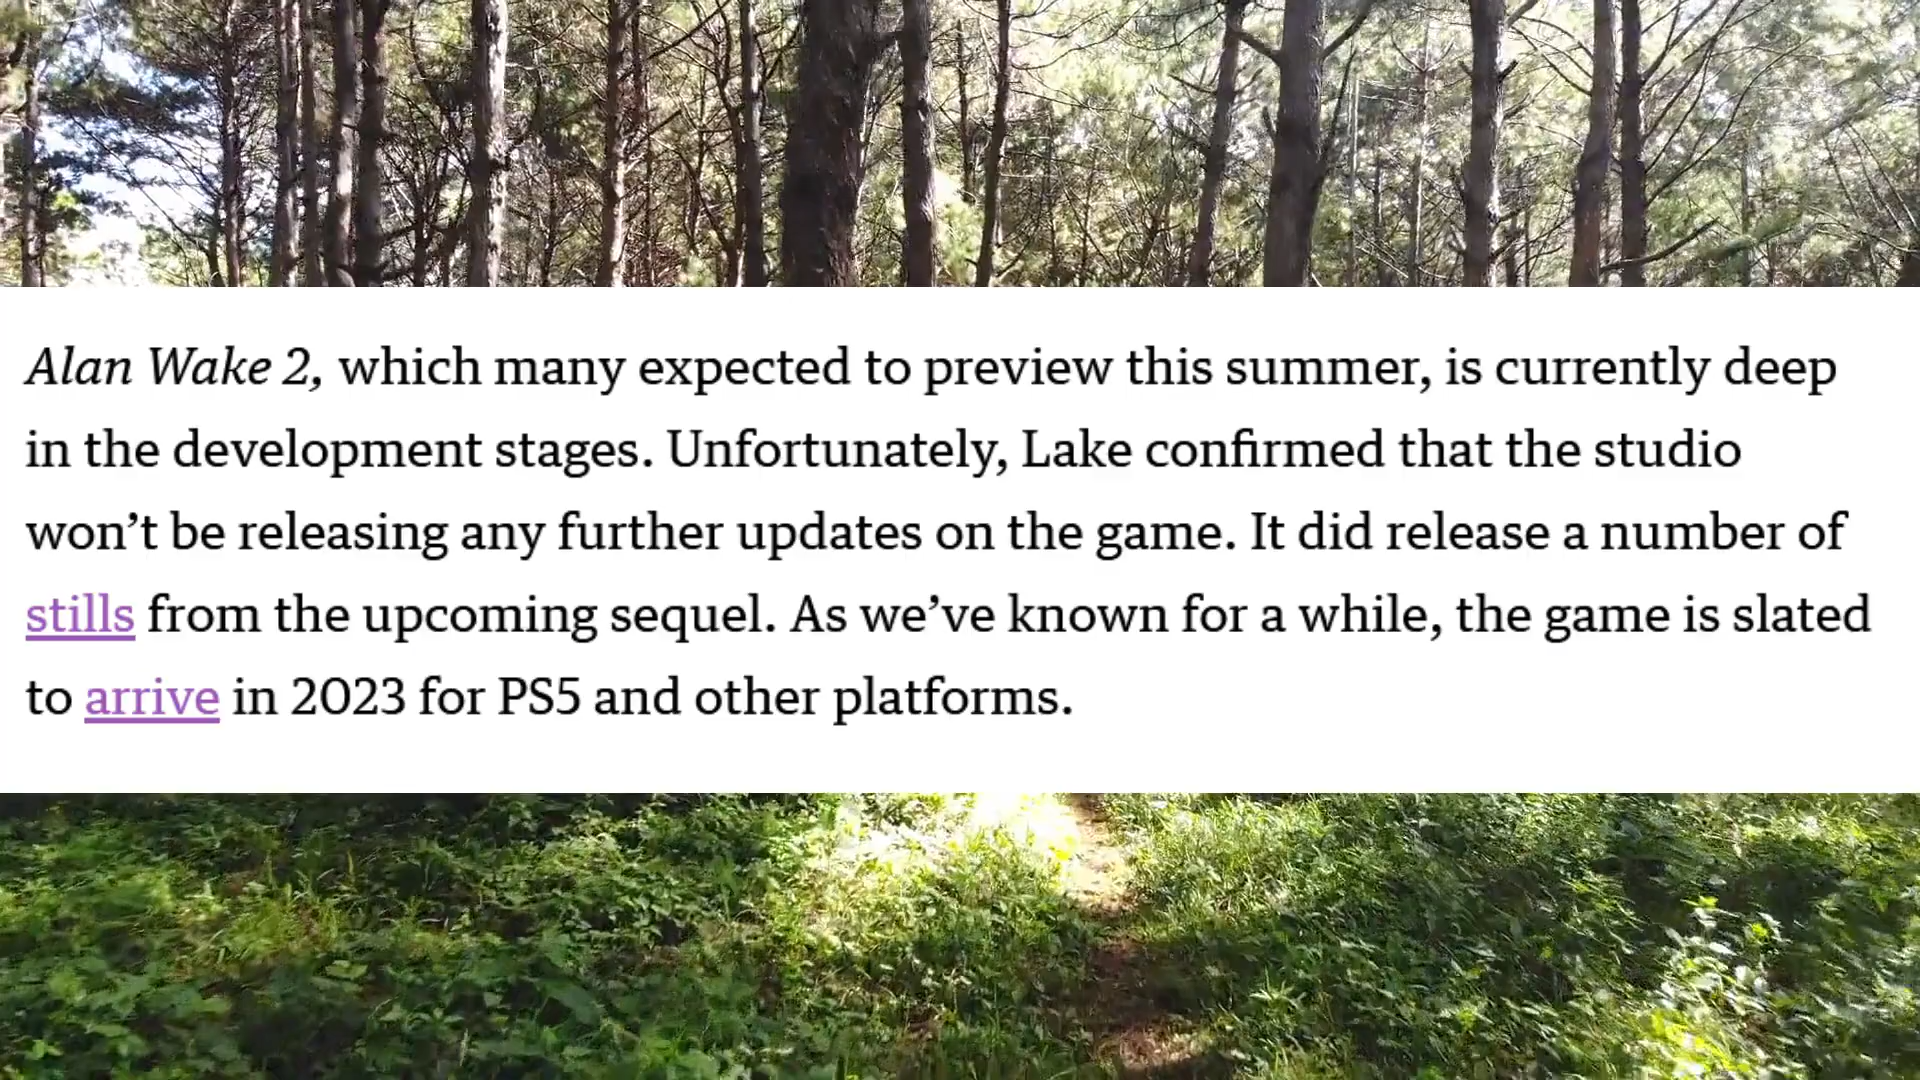 Alan Wake 2, which many expected to preview this summer, is currently deep
in the development stages. Unfortunately, Lake confirmed that the studio
won’t be releasing any further updates on the game. It did release a number of
stills from the upcoming sequel. As we’ve known for a while, the game is slated
to arrive in 2023 for PS5 and other platforms.